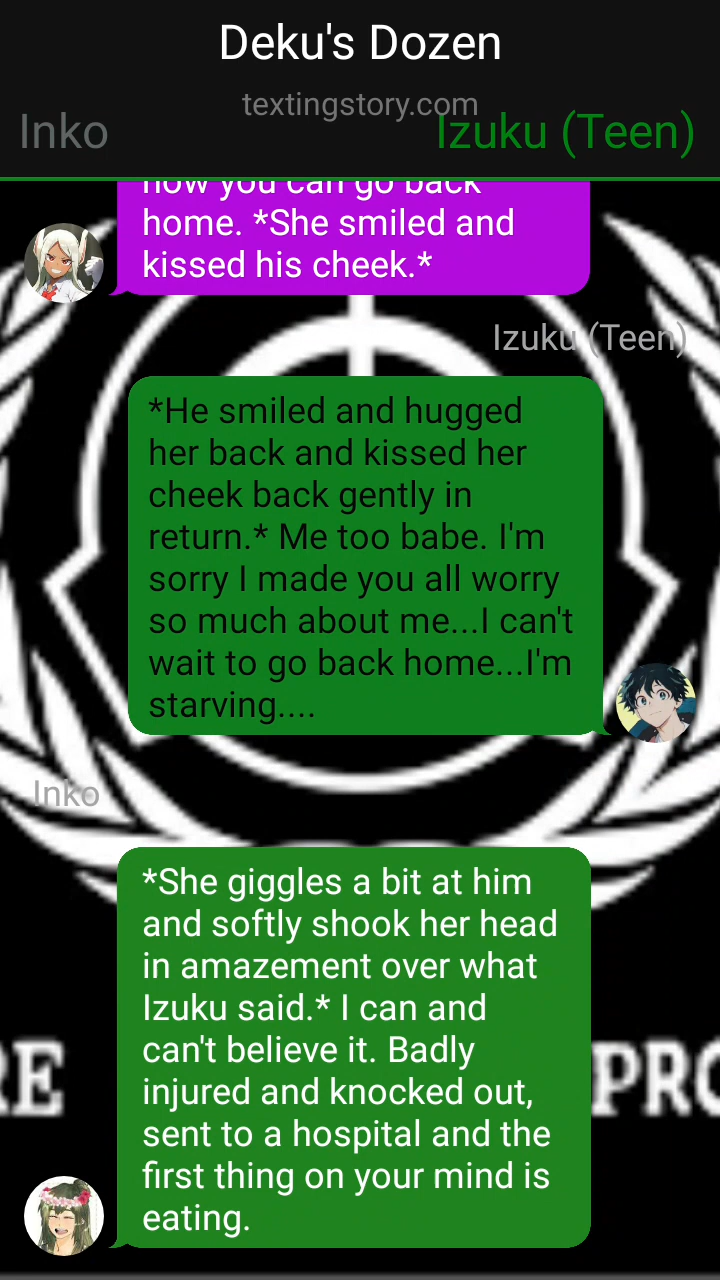 Deku's Dozen
textingstory.com
Inko
Izuku (Teen)
now you can go back
home. *She smiled and
kissed his cheek.*
Izuku (Teen)
*He smiled and hugged
her back and kissed her
cheek back gently in
return.* Me too babe. I'm
sorry I made you all worry
so much about me...I can't
wait to go back home...I'm
starving....
Inko
*She giggles a bit at him
and softly shook her head
in amazement over what
Izuku said.* I can and
can't believe it. Badly
injured and knocked out,
sent to a hospital and the
first thing on your mind is
eating.
RE
PRO